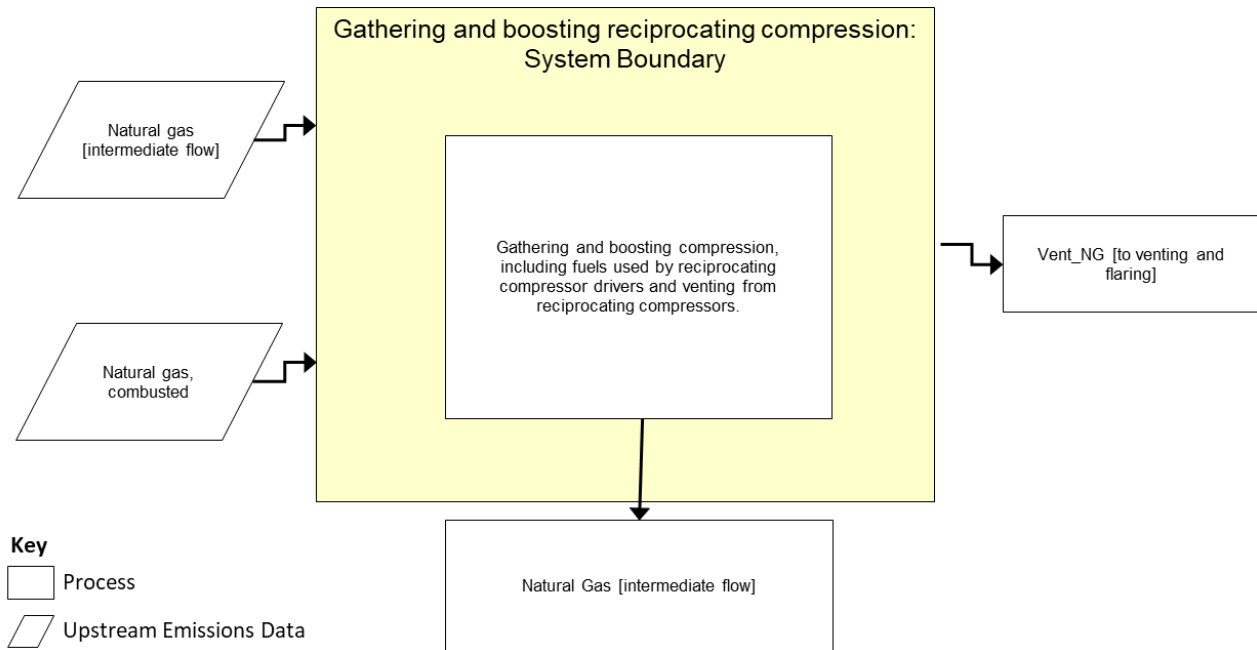 Gathering and boosting reciprocating compression:
System Boundary
Natural gas
[intermediate flow]
Gathering and boosting compression,
including fuels used by reciprocating
compressor drivers and venting from
reciprocating compressors.
Vent_NG [to venting and
flaring]
Natural gas,
combusted
Natural Gas [intermediate flow]
Key
Process
Upstream Emissions Data